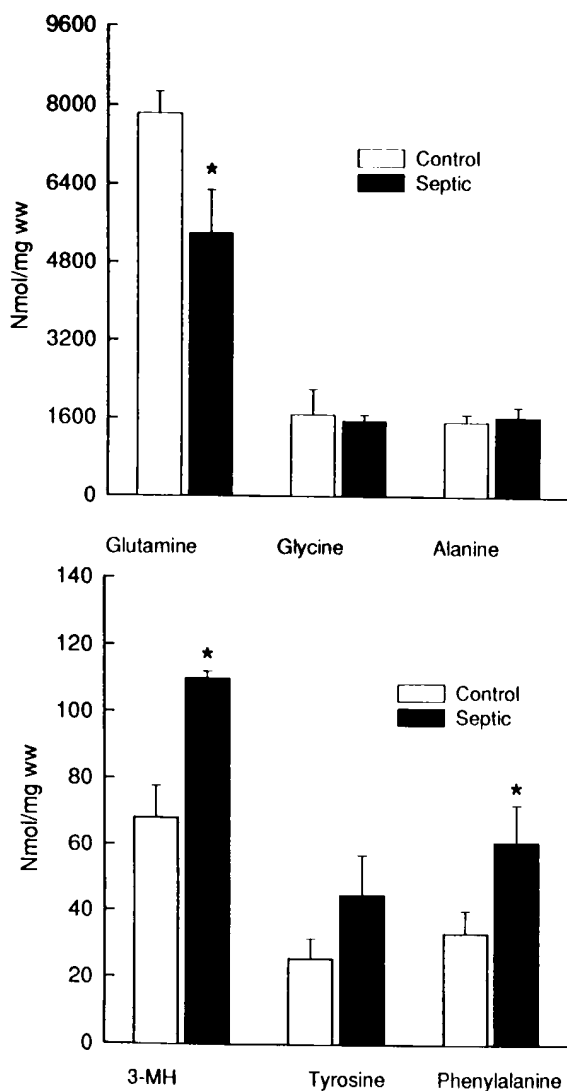 9600
8000
6400
4800
3200
1600
0
Nmol/mg ww
★
Control
Septic
Glutamine Glycine Alanine
140
120
100
80
60
40
20
0
Nmol/mg ww
★
★
Control
Septic
3-MH Tyrosine Phenylalanine